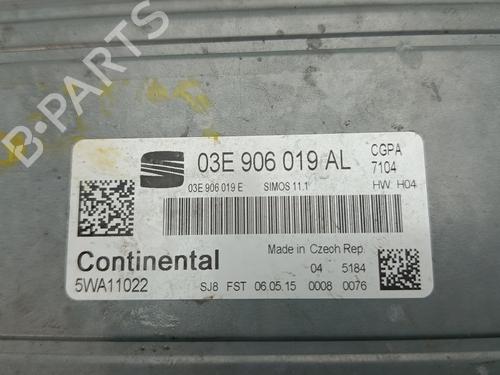 B-PARTS
03E 906 019 AL
CGPA
7104
03E 906 019 E SIMOS 11.1 HW: H04
Made in Czech Rep.
Continental 04 5184
5WA11022 SJ8 FST 06.05.15 0008 0076